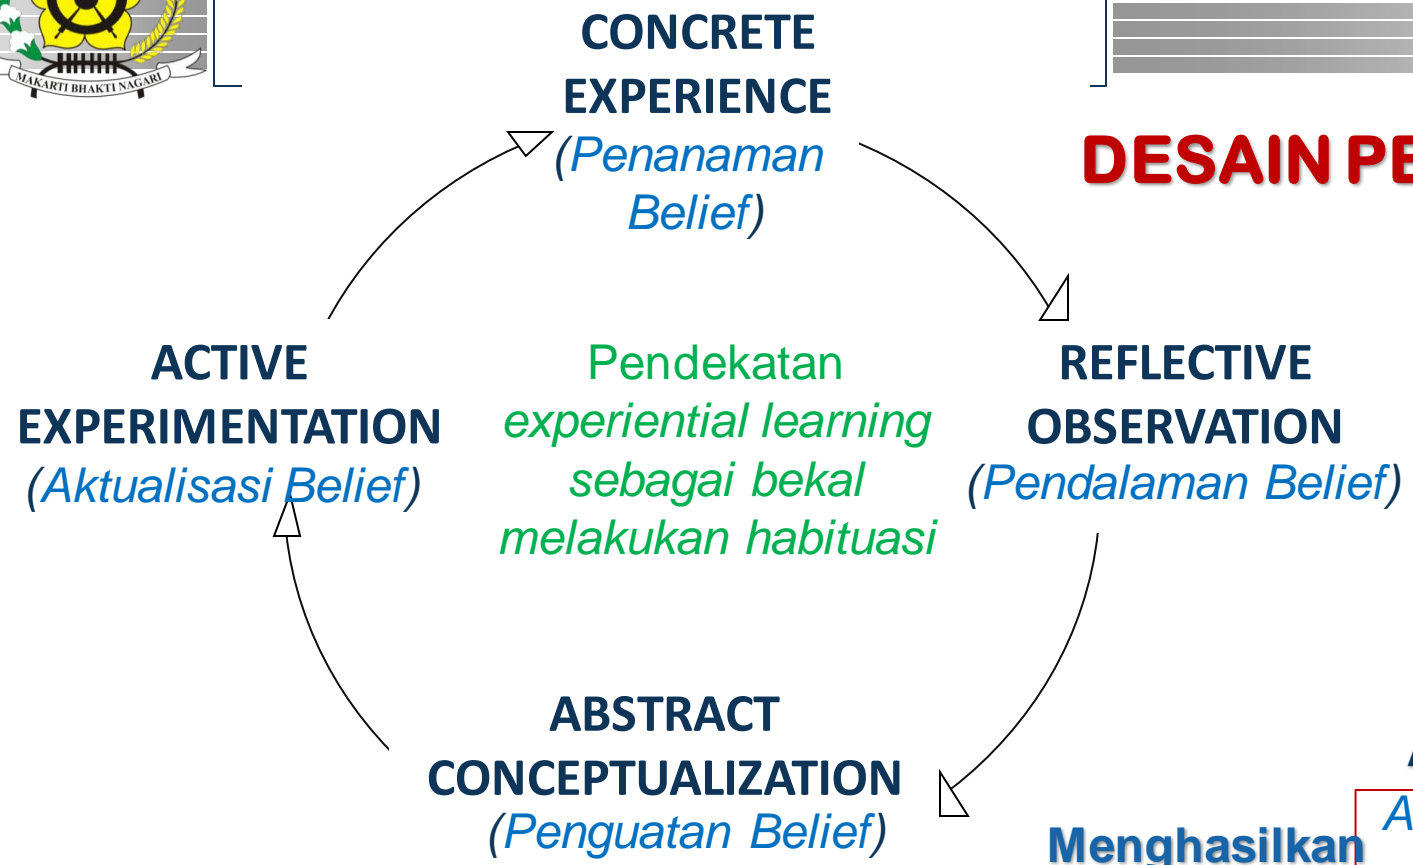 MAKARTI BHAKTI NAGARI
CONCRETE
EXPERIENCE
(Penanaman
Belief)
DESAIN PE
ACTIVE
EXPERIMENTATION
(Aktualisasi Belief)
Pendekatan
experiential learning
sebagai bekal
melakukan habituasi
REFLECTIVE
OBSERVATION
(Pendalaman Belief)
ABSTRACT
CONCEPTUALIZATION
(Penguatan Belief)
A
Menghasilkan